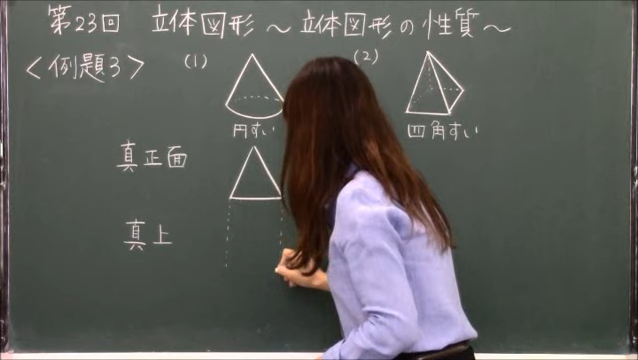 第23回 立体図形 ～立体図形の性質～
＜例題3＞ (1) (2)
円すい 四角すい
真正面
真上